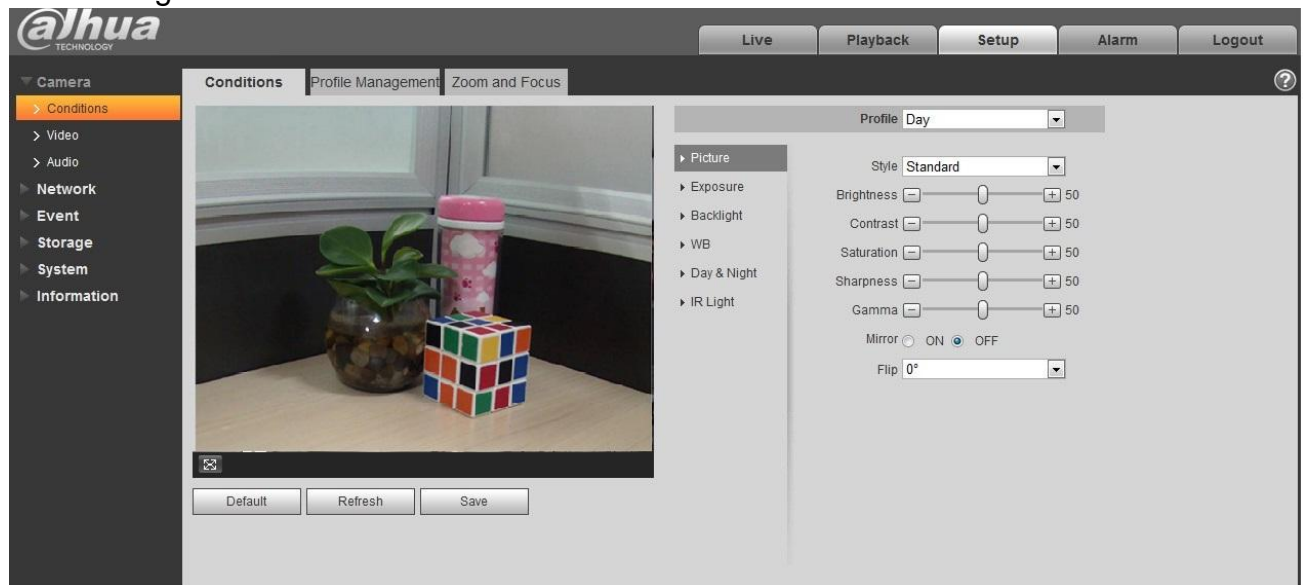 alhua
TECHNOLOGY
Live
Playback
Setup
Alarm
Logout
Camera
Conditions
Video
Audio
Network
Event
Storage
System
Information
Conditions
Profile Management
Zoom and Focus
?
Profile Day
Picture
Exposure
Backlight
WB
Day & Night
IR Light
Style Standard
Brightness 50
Contrast 50
Saturation 50
Sharpness 50
Gamma 50
Mirror ON OFF
Flip 0°
Default
Refresh
Save